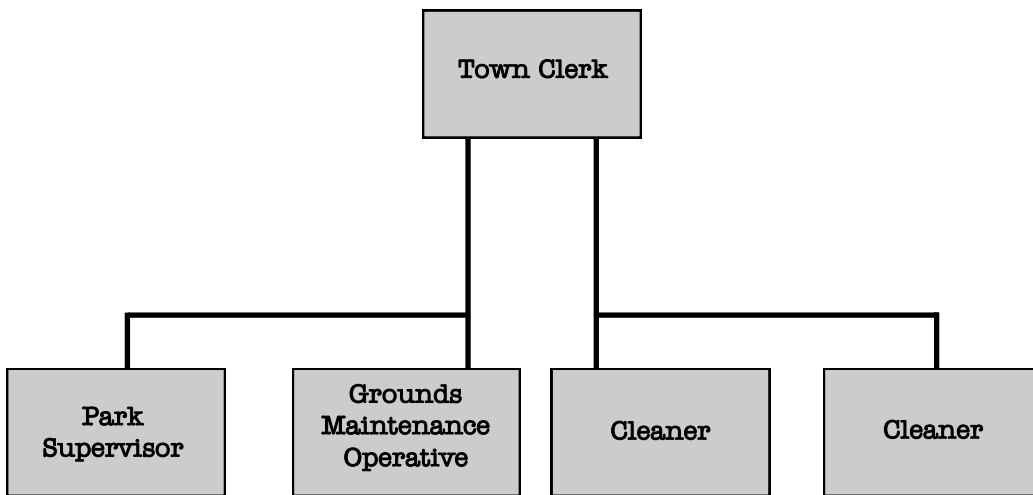 Town Clerk
Park
Supervisor
Grounds
Maintenance
Operative
Cleaner
Cleaner